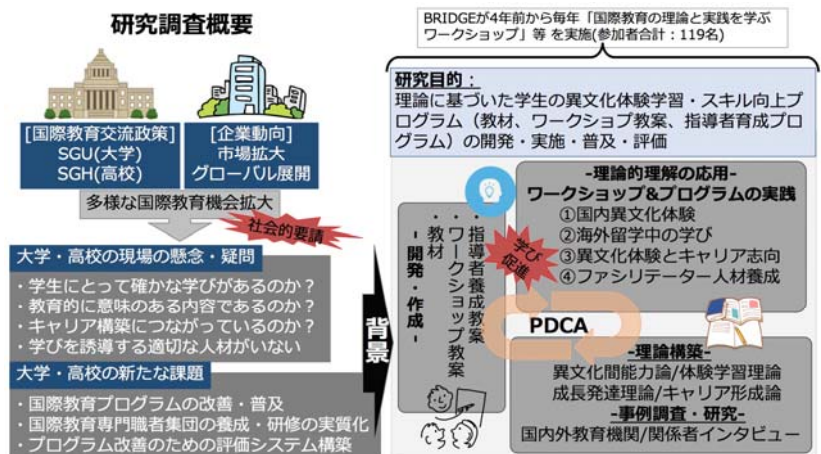 研究調査概要
[国際教育交流政策]
SGU(大学)
SGH(高校)
[企業動向]
市場拡大
グローバル展開
多様な国際教育機会拡大
社会的要請
大学・高校の現場の懸念・疑問
・学生にとって確かな学びがあるのか？
・教育的に意味のある内容であるのか？
・キャリア構築につながっているのか？
・学びを誘導する適切な人材がいない
大学・高校の新たな課題
・国際教育プログラムの改善・普及
・国際教育専門職者集団の養成・研修の実質化
・プログラム改善のための評価システム構築
背景
BRIDGEが4年前から毎年「国際教育の理論と実践を学ぶ
ワークショップ」等 を実施(参加者合計：119名)
研究目的：
理論に基づいた学生の異文化体験学習・スキル向上プ
ログラム（教材、ワークショプ教案、指導者育成プロ
グラム）の開発・実施・普及・評価
・指導者養成教案
・ワークショップ教案
・教材
-開発・作成-
学び
促進
-理論的理解の応用-
ワークショップ&プログラムの実践
①国内異文化体験
②海外留学中の学び
③異文化体験とキャリア志向
④ファシリテーター人材養成
PDCA
-理論構築-
異文化間能力論/体験学習理論
成長発達理論/キャリア形成論
-事例調査・研究-
国内外教育機関/関係者インタビュー